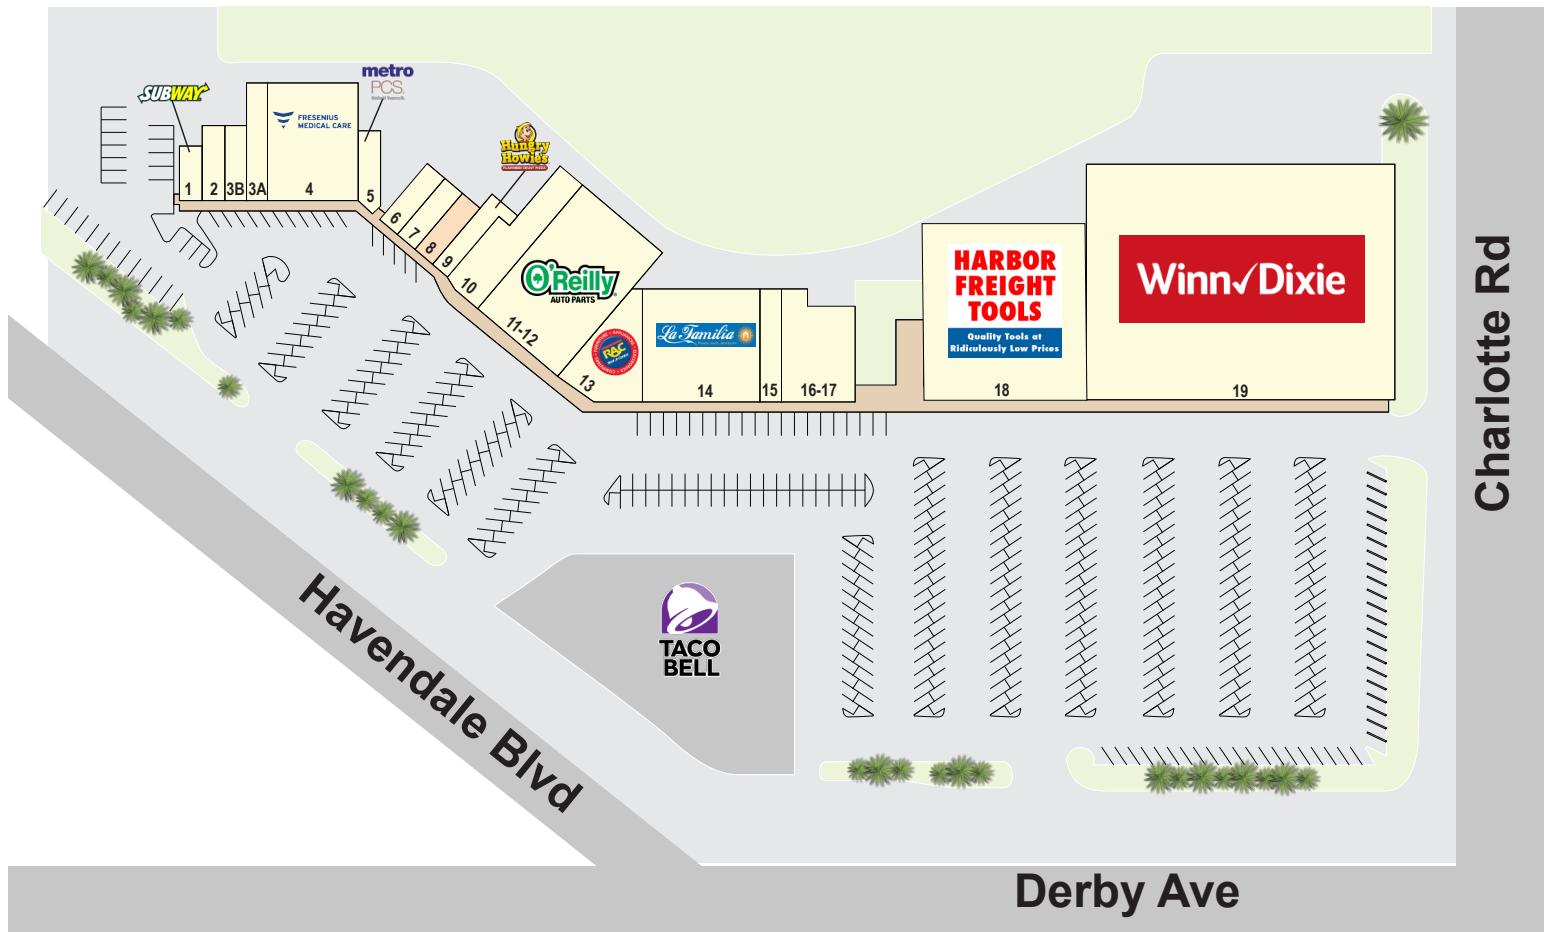 metro
PCS.
SUBWAY
FRESENIUS
MEDICAL CARE
Hungry
Howie's
1
2
3B
3A
4
5
6
7
8
9
10
O'Reilly
AUTO PARTS
11-12
RAC
13
La Familia
14
15
16-17
HARBOR
FREIGHT
TOOLS
Quality Tools at
Ridiculously Low Prices
18
Winn Dixie
19
Charlotte Rd
TACO
BELL
Havendale Blvd
Derby Ave